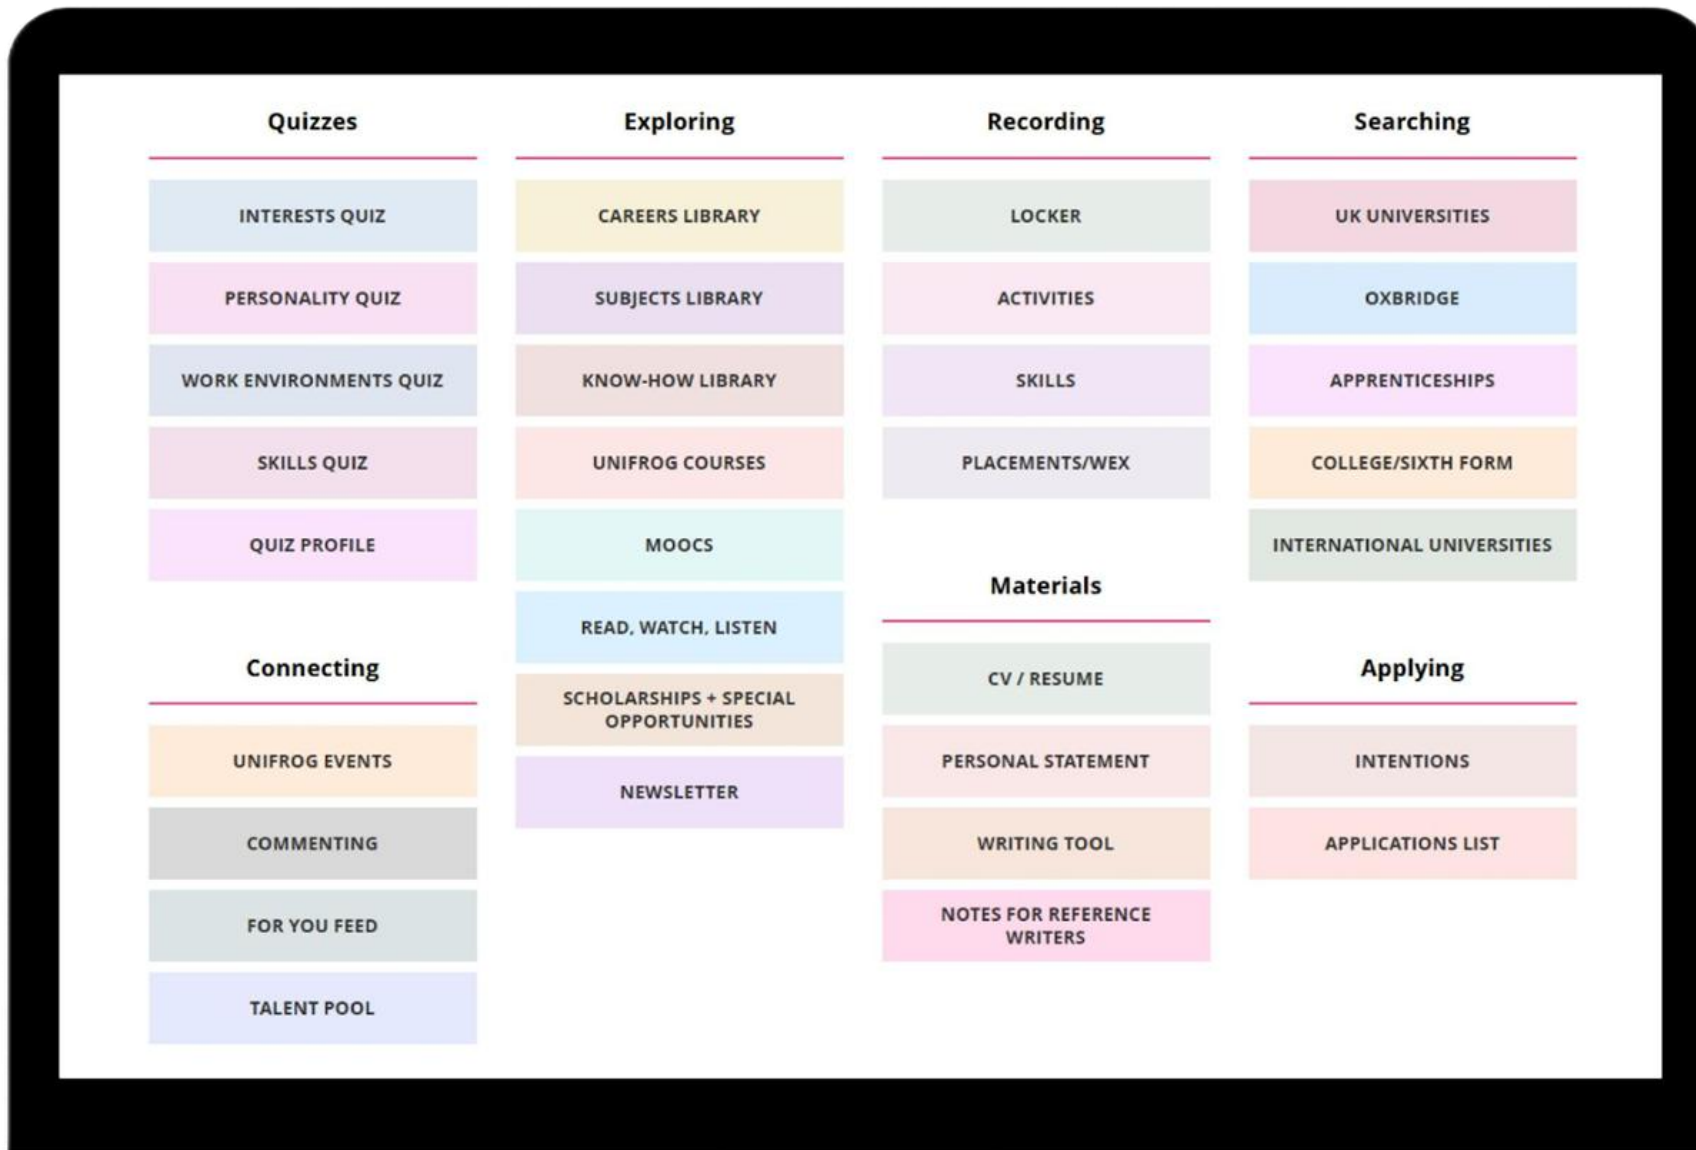 Quizzes
INTERESTS QUIZ
PERSONALITY QUIZ
WORK ENVIRONMENTS QUIZ
SKILLS QUIZ
QUIZ PROFILE
Connecting
UNIFROG EVENTS
COMMENTING
FOR YOU FEED
TALENT POOL
Exploring
CAREERS LIBRARY
SUBJECTS LIBRARY
KNOW-HOW LIBRARY
UNIFROG COURSES
MOOCS
READ, WATCH, LISTEN
SCHOLARSHIPS + SPECIAL
OPPORTUNITIES
NEWSLETTER
Recording
LOCKER
ACTIVITIES
SKILLS
PLACEMENTS/WEX
Materials
CV / RESUME
PERSONAL STATEMENT
WRITING TOOL
NOTES FOR REFERENCE
WRITERS
Searching
UK UNIVERSITIES
OXBRIDGE
APPRENTICESHIPS
COLLEGE/SIXTH FORM
INTERNATIONAL UNIVERSITIES
Applying
INTENTIONS
APPLICATIONS LIST